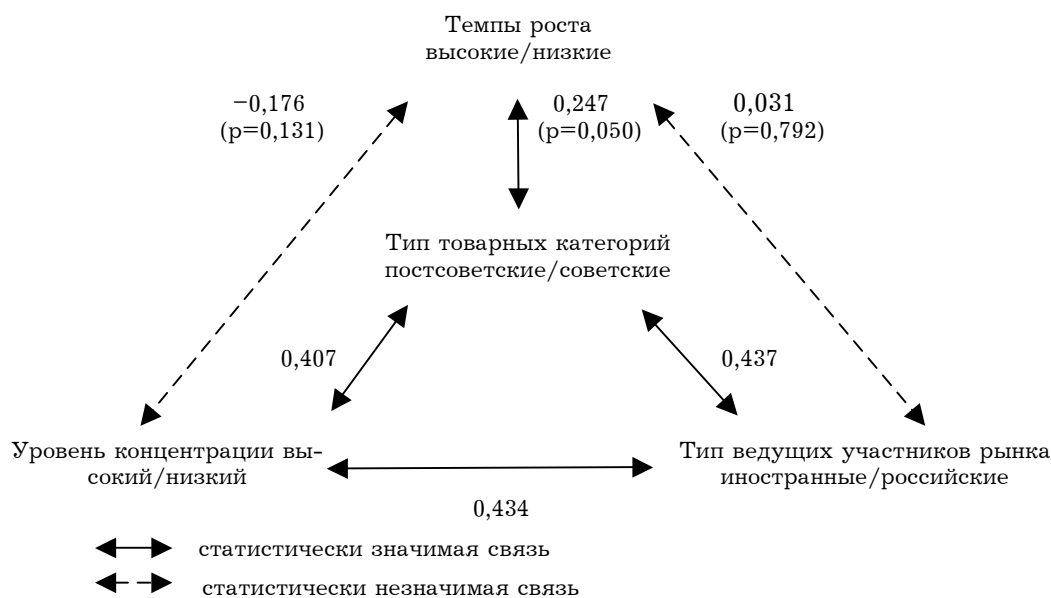 Темпы роста
высокие/низкие
−0,176
(p=0,131)
0,247
(p=0,050)
0,031
(p=0,792)
Тип товарных категорий
постсоветские/советские
0,407
0,437
Уровень концентрации вы-
сокий/низкий
Тип ведущих участников рынка
иностранные/российские
0,434
статистически значимая связь
статистически незначимая связь